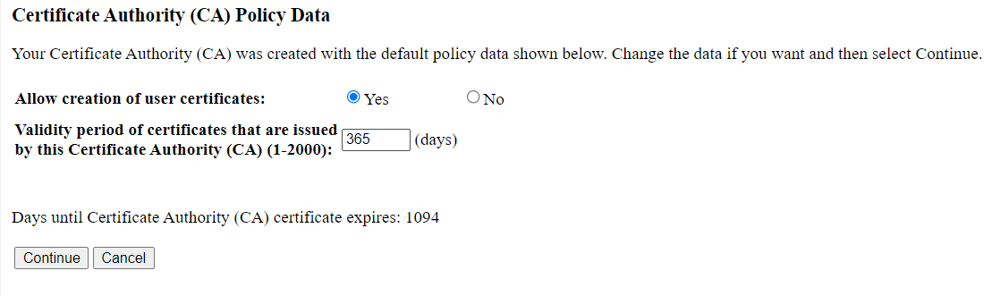 Certificate Authority (CA) Policy Data
Your Certificate Authority (CA) was created with the default policy data shown below. Change the data if you want and then select Continue.
Allow creation of user certificates: Yes No
Validity period of certificates that are issued
by this Certificate Authority (CA) (1-2000): 365 (days)
Days until Certificate Authority (CA) certificate expires: 1094
Continue Cancel